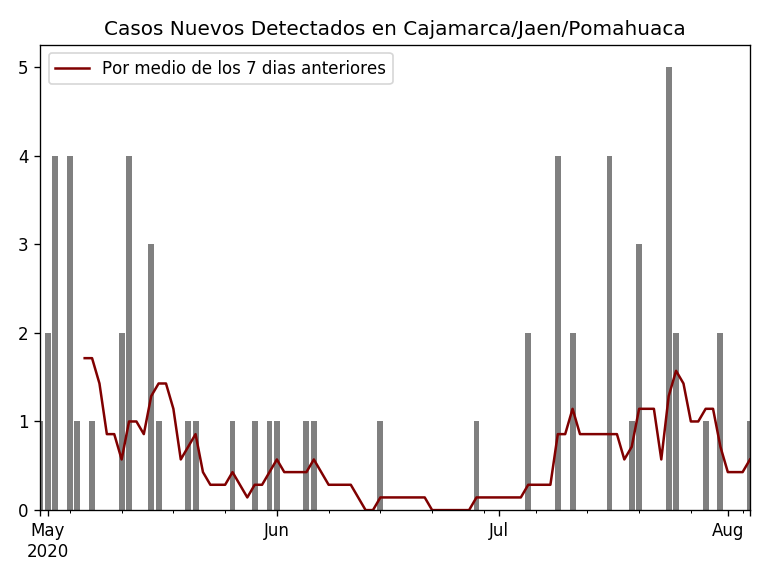 Casos Nuevos Detectados en Cajamarca/Jaen/Pomahuaca
Por medio de los 7 dias anteriores
5
4
3
2
1
0
May Jun Jul Aug
2020